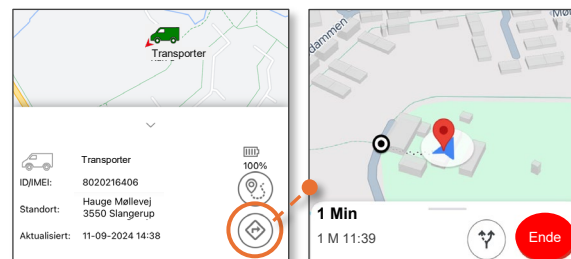 Transporter
Transporter
100%
ID/IMEI: 8020216406
Standort: Hauge Møllevej
3550 Slangerup
Aktualisiert: 11-09-2024 14:38
dammen
1 Min
1 M 11:39
Ende